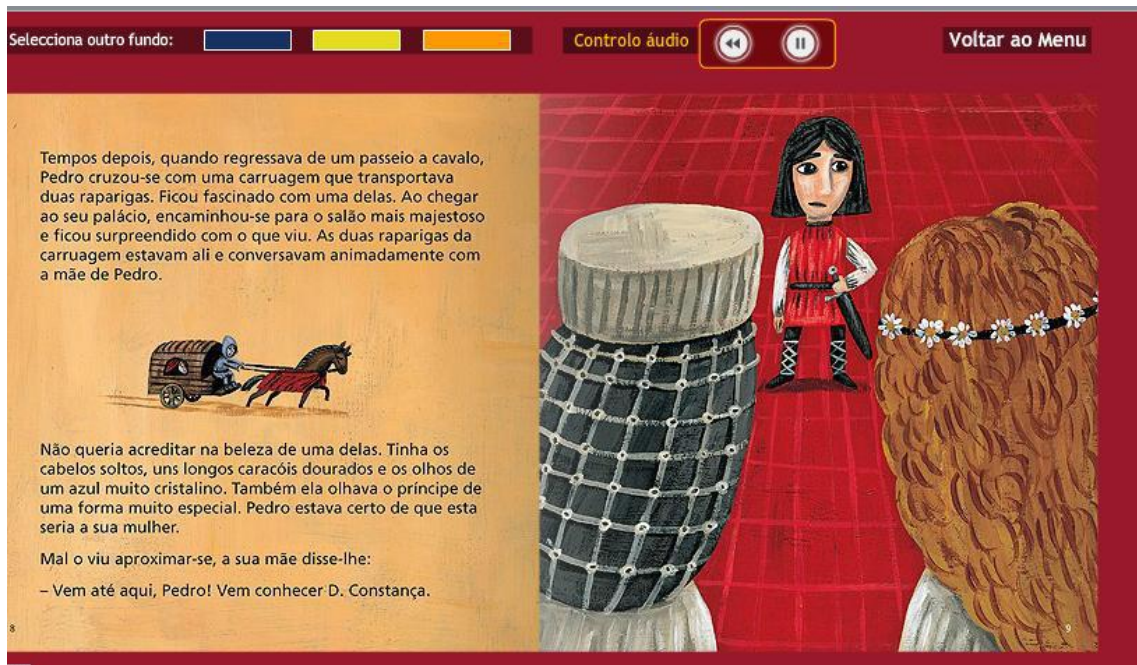 Selecciona outro fundo:
Controlo áudio
Voltar ao Menu
Tempos depois, quando regressava de um passeio a cavalo,
Pedro cruzou-se com uma carruagem que transportava
duas raparigas. Ficou fascinado com uma delas. Ao chegar
ao seu palácio, encaminhou-se para o salão mais majestoso
e ficou surpreendido com o que viu. As duas raparigas da
carruagem estavam ali e conversavam animadamente com
a mãe de Pedro.
Não queria acreditar na beleza de uma delas. Tinha os
cabelos soltos, uns longos caracóis dourados e os olhos de
um azul muito cristalino. Também ela olhava o príncipe de
uma forma muito especial. Pedro estava certo de que esta
seria a sua mulher.
Mal o viu aproximar-se, a sua mãe disse-lhe:
– Vem até aqui, Pedro! Vem conhecer D. Constança.
8
9